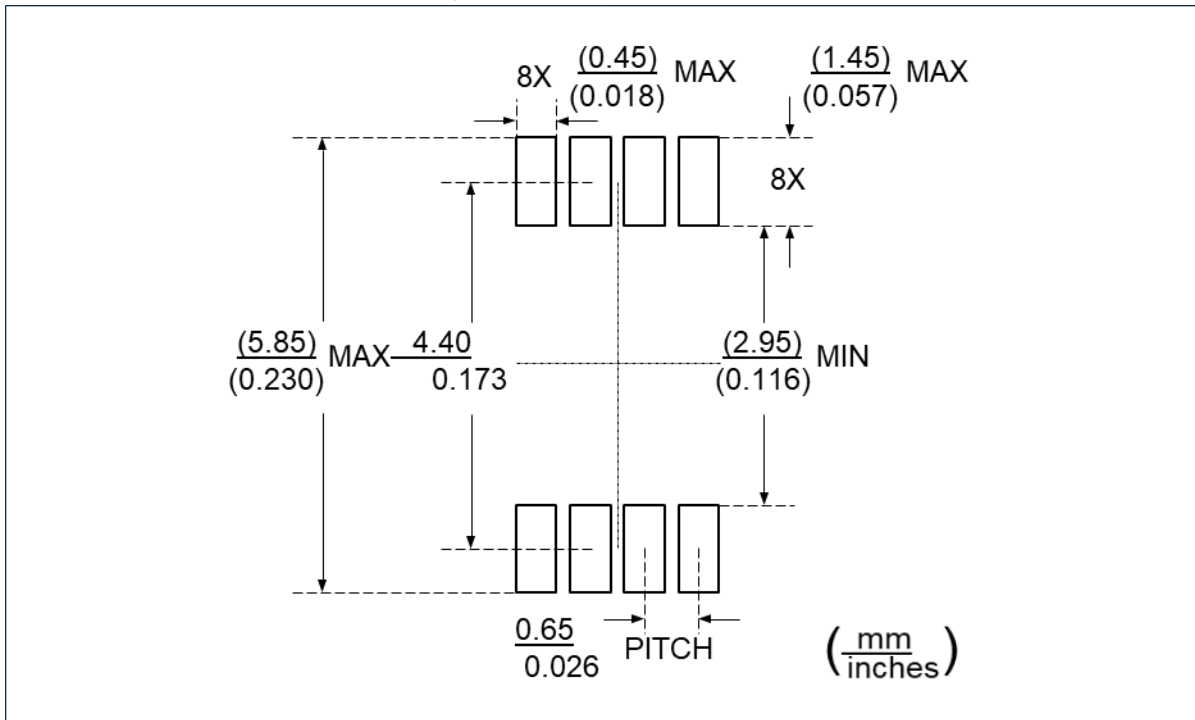 8X (0.45) MAX (1.45) MAX
(0.018) (0.057)
8X
(5.85) MAX 4.40 (2.95) MIN
(0.230) 0.173 (0.116)
0.65 PITCH (mm
0.026 inches)